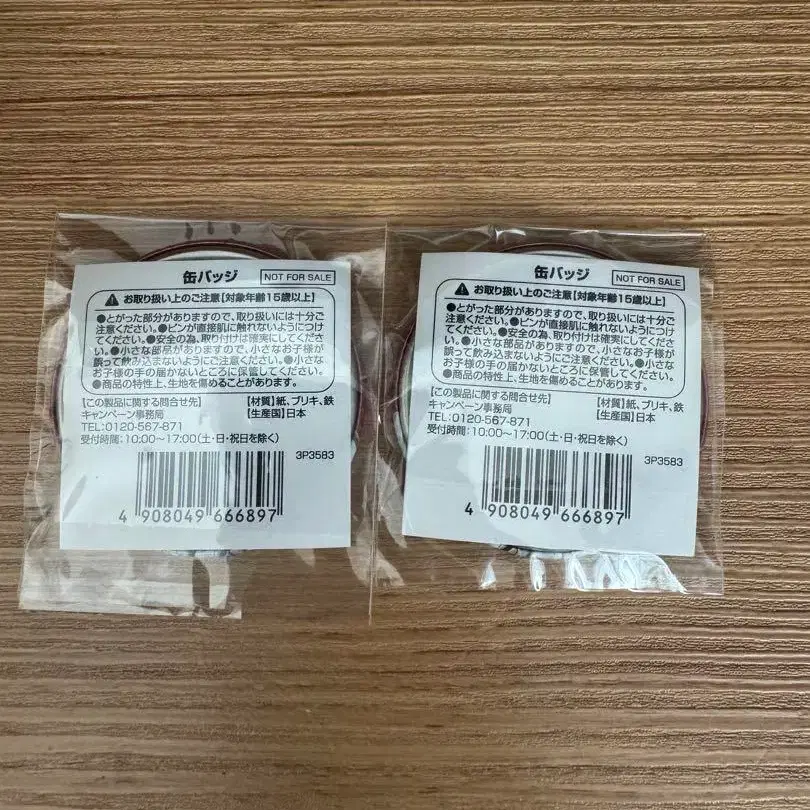 缶バッジ NOT FOR SALE
お取り扱い上のご注意【対象年齢15歳以上】
●とがった部分がありますので、取り扱いには十分ご
注意ください。●ピンが直接肌に触れないようにつけ
てください。●安全の為、取り付けは確実にしてくださ
い。●小さな部品がありますので、小さなお子様が
誤って飲み込まないようにご注意ください。●小さな
お子様の手の届かないところに保管してください。
●商品の特性上、生地を傷めることがあります。
【この製品に関する問合せ先】 【材質】紙、ブリキ、鉄
キャンペーン事務局 【生産国】日本
TEL:0120-567-871
受付時間:10:00~17:00(土・日・祝日を除く)
3P3583
4 908049 666897
缶バッジ NOT FOR SALE
お取り扱い上のご注意【対象年齢15歳以上】
●とがった部分がありますので、取り扱いには十分ご
注意ください。●ピンが直接肌に触れないようにつけ
てください。●安全の為、取り付けは確実にしてくださ
い。●小さな部品がありますので、小さなお子様が
誤って飲み込まないようにご注意ください。●小さな
お子様の手の届かないところに保管してください。
●商品の特性上、生地を傷めることがあります。
【この製品に関する問合せ先】 【材質】紙、ブリキ、鉄
キャンペーン事務局 【生産国】日本
TEL:0120-567-871
受付時間:10:00~17:00(土・日・祝日を除く)
3P3583
4 908049 666897